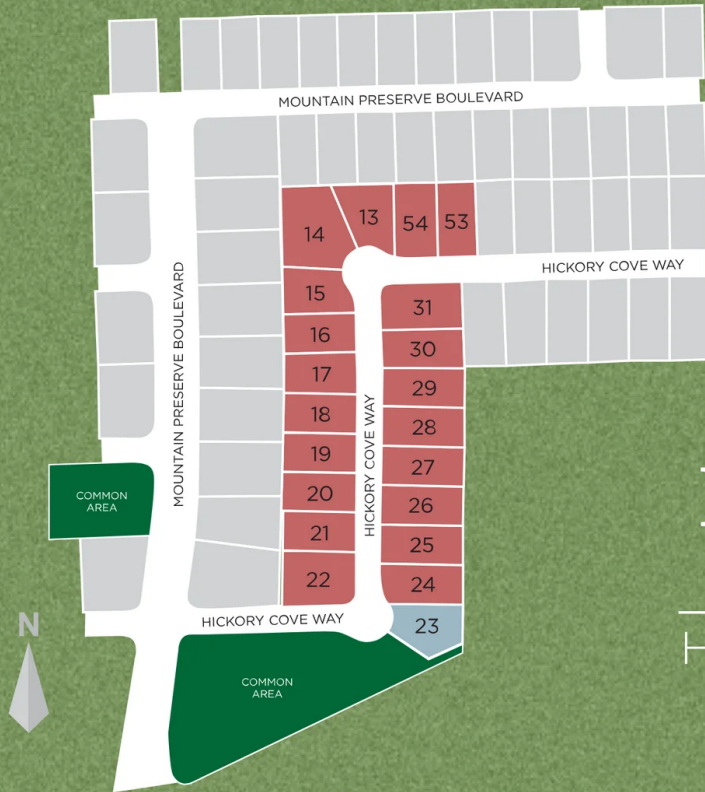 MOUNTAIN PRESERVE BOULEVARD
14
13
54
53
HICKORY COVE WAY
15
31
16
30
17
29
MOUNTAIN PRESERVE BOULEVARD
18
28
HICKORY COVE WAY
19
27
20
26
COMMON
AREA
21
25
22
24
HICKORY COVE WAY
23
N
COMMON
AREA